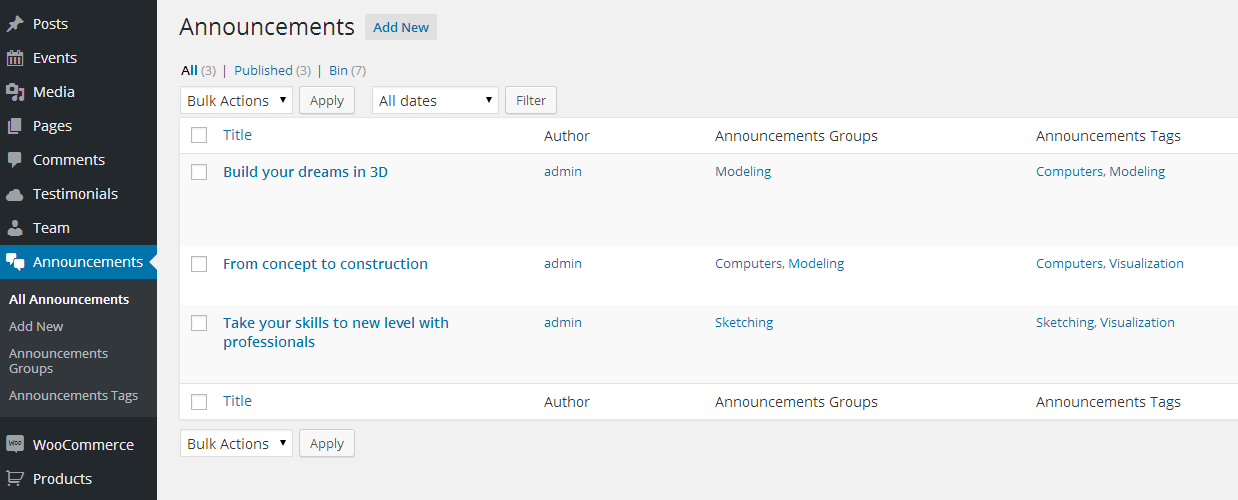 Posts
Events
Media
Pages
Comments
Testimonials
Team
Announcements
All Announcements
Add New
Announcements
Groups
Announcements Tags
WOO WooCommerce
Products
Announcements Add New
All (3) | Published (3) | Bin (7)
Bulk Actions Apply All dates Filter
Title Author Announcements Groups Announcements Tags
Build your dreams in 3D admin Modeling Computers, Modeling
From concept to construction admin Computers, Modeling Computers, Visualization
Take your skills to new level with admin Sketching Sketching, Visualization
professionals
Title Author Announcements Groups Announcements Tags
Bulk Actions Apply